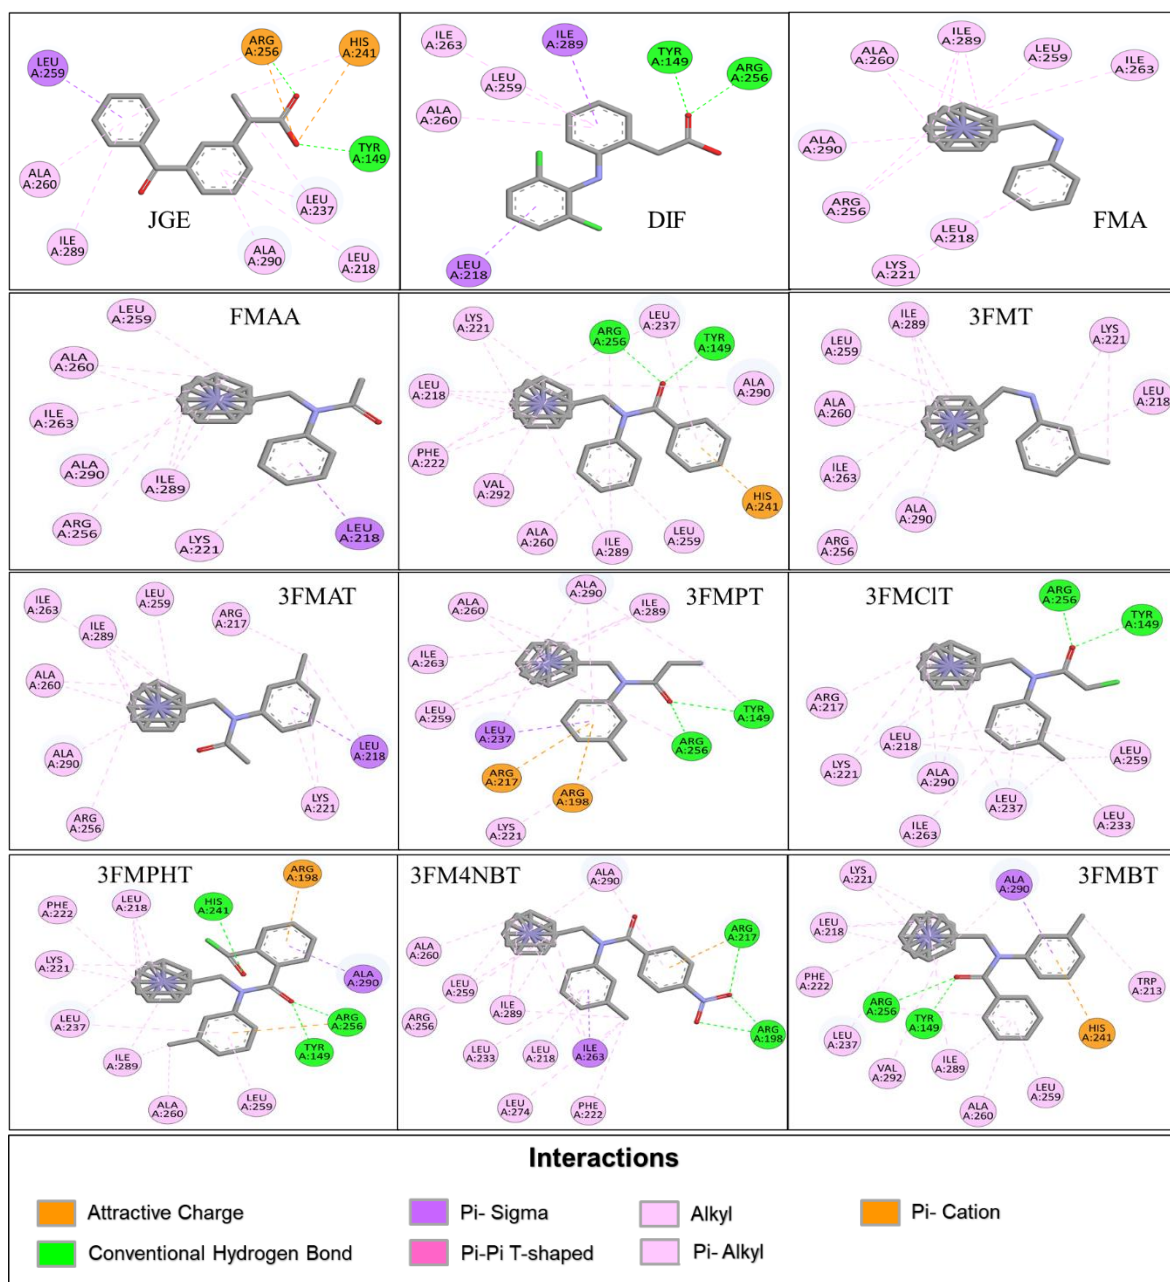 LEU
A:259
ARG
A:256
HIS
A:241
TYR
A:149
ALA
A:260
LEU
A:237
ILE
A:289
JGE
ALA
A:290
LEU
A:218
ILE
A:263
ILE
A:289
TYR
A:149
ARG
A:256
LEU
A:259
ALA
A:260
DIF
LEU
A:218
ILE
A:289
ALA
A:260
LEU
A:259
ILE
A:263
ALA
A:290
ARG
A:256
LEU
A:218
LYS
A:221
FMA
FMAA
LEU
A:259
ALA
A:260
ILE
A:263
ALA
A:290
ILE
A:289
ARG
A:256
LYS
A:221
LEU
A:218
LYS
A:221
ARG
A:256
LEU
A:237
TYR
A:149
LEU
A:218
ALA
A:290
PHE
A:222
VAL
A:292
HIS
A:241
ALA
A:260
ILE
A:289
LEU
A:259
3FMT
ILE
A:289
LYS
A:221
LEU
A:259
LEU
A:218
ALA
A:260
ILE
A:263
ALA
A:290
ARG
A:256
3FMAT
ILE
A:263
LEU
A:259
ILE
A:289
ARG
A:217
ALA
A:260
LEU
A:218
ALA
A:290
ARG
A:256
LYS
A:221
3FMPT
ALA
A:290
ALA
A:260
ILE
A:289
ILE
A:263
LEU
A:259
LEU
A:237
TYR
A:149
ARG
A:256
ARG
A:217
ARG
A:198
LYS
A:221
3FMClT
ARG
A:256
TYR
A:149
ARG
A:217
LEU
A:218
LYS
A:221
ALA
A:290
LEU
A:259
LEU
A:237
ILE
A:263
LEU
A:233
3FMPHT
ARG
A:198
PHE
A:222
LEU
A:218
HIS
A:241
LYS
A:221
ALA
A:290
LEU
A:237
ARG
A:256
TYR
A:149
ILE
A:289
ALA
A:260
LEU
A:259
3FM4NBT
ALA
A:290
ARG
A:217
ALA
A:260
LEU
A:259
ARG
A:256
ILE
A:289
ARG
A:198
LEU
A:233
LEU
A:218
ILE
A:263
LEU
A:274
PHE
A:222
3FMBT
LYS
A:221
ALA
A:290
LEU
A:218
PHE
A:222
TRP
A:213
ARG
A:256
TYR
A:149
HIS
A:241
LEU
A:237
VAL
A:292
ILE
A:289
LEU
A:259
ALA
A:260
Interactions
Attractive Charge
Pi- Sigma
Alkyl
Pi- Cation
Conventional Hydrogen Bond
Pi-Pi T-shaped
Pi- Alkyl